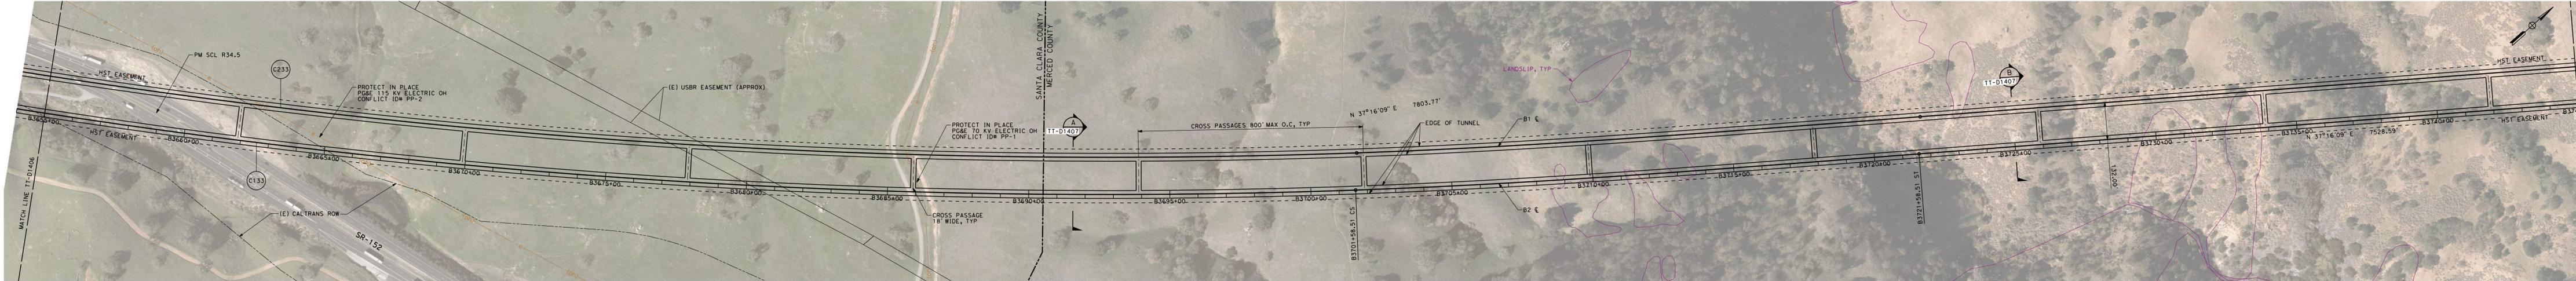 PM SCL R34.5
HST EASEMENT
C233
PROTECT IN PLACE
PG&E 115 KV ELECTRIC OH
CONFLICT ID# PP-2
(E) USBR EASEMENT (APPROX)
SANTA CLARA COUNTY
MERCED COUNTY
PROTECT IN PLACE
PG&E 70 KV ELECTRIC OH
CONFLICT ID# PP-1
A
CROSS PASSAGES 800' MAX O.C, TYP
N 37°16'09" E 7803.77'
EDGE OF TUNNEL
B1 ℄
LANDSLIP, TYP
B
TT-D1407
HST EASEMENT
MATCH LINE TT-D1406
HST EASEMENT
B3660+00
C133
B3665+00
B3670+00
B3675+00
B3680+00
B3685+00
B3690+00
B3695+00
B3700+00
B3705+00
B3710+00
B3715+00
B3720+00
B3725+00
B3730+00
B3735+00
B3740+00
N 37°16'09" E 7528.59'
HST EASEMENT
(E) CALTRANS ROW
SR-152
CROSS PASSAGE
18' WIDE, TYP
B3701+58.51 CS
B2 ℄
B3721+58.51 ST
132.00'